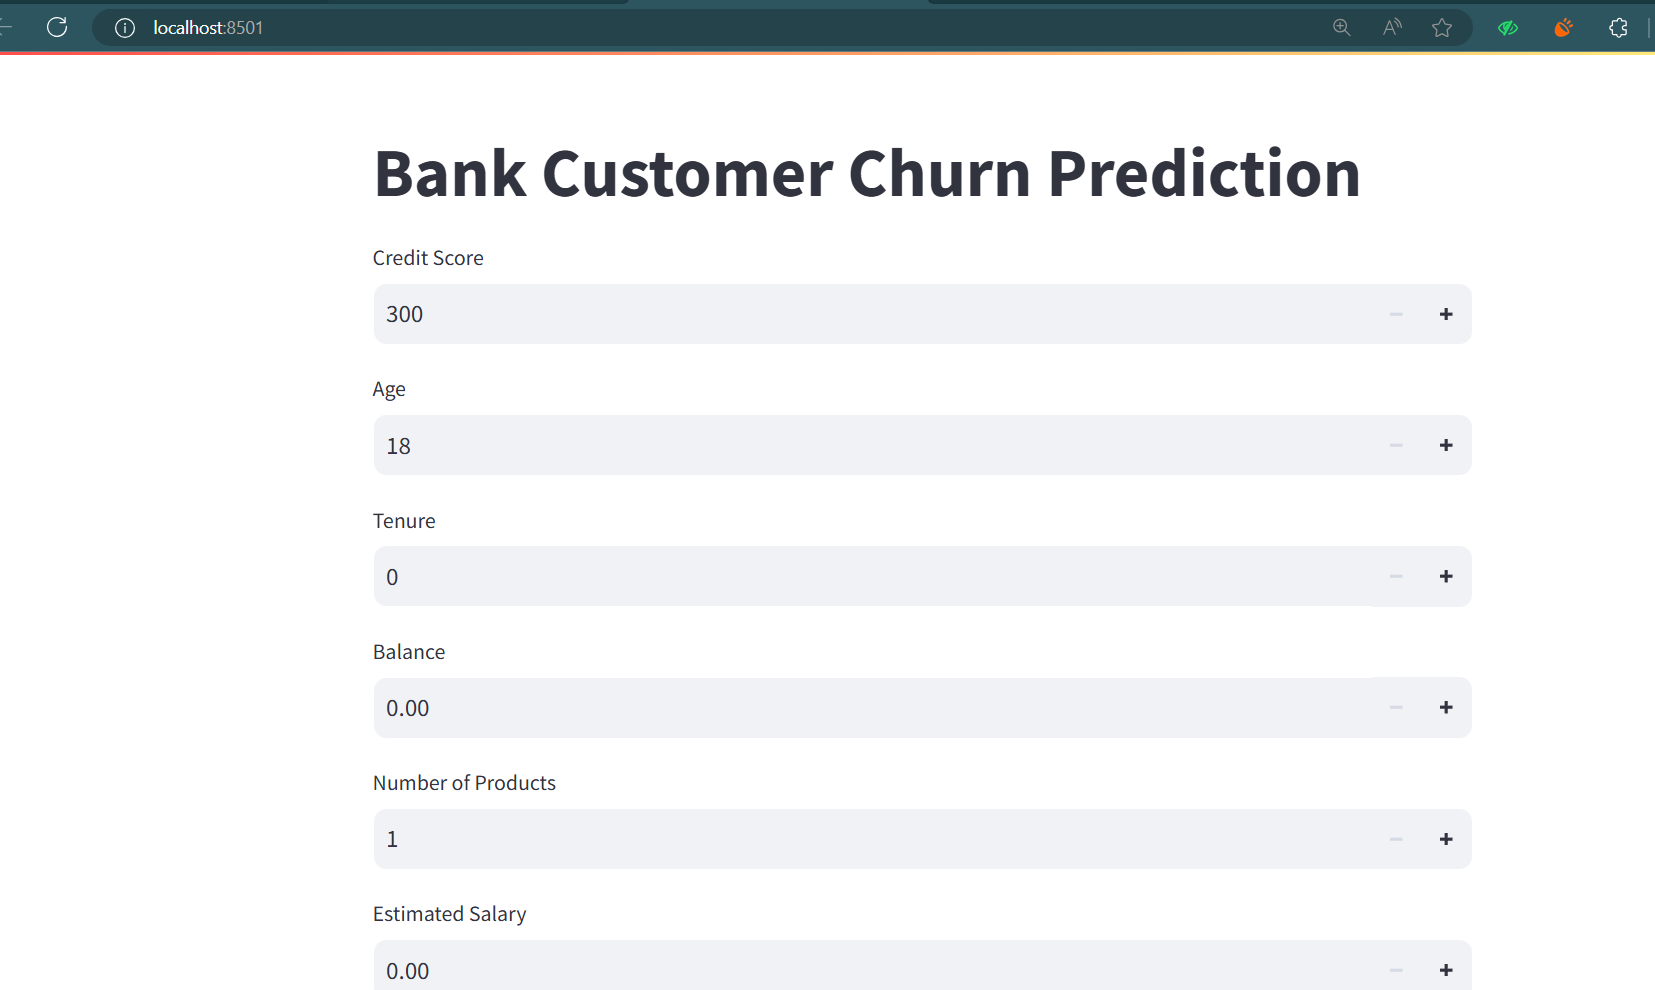 localhost:8501
Bank Customer Churn Prediction
Credit Score
300
Age
18
Tenure
0
Balance
0.00
Number of Products
1
Estimated Salary
0.00